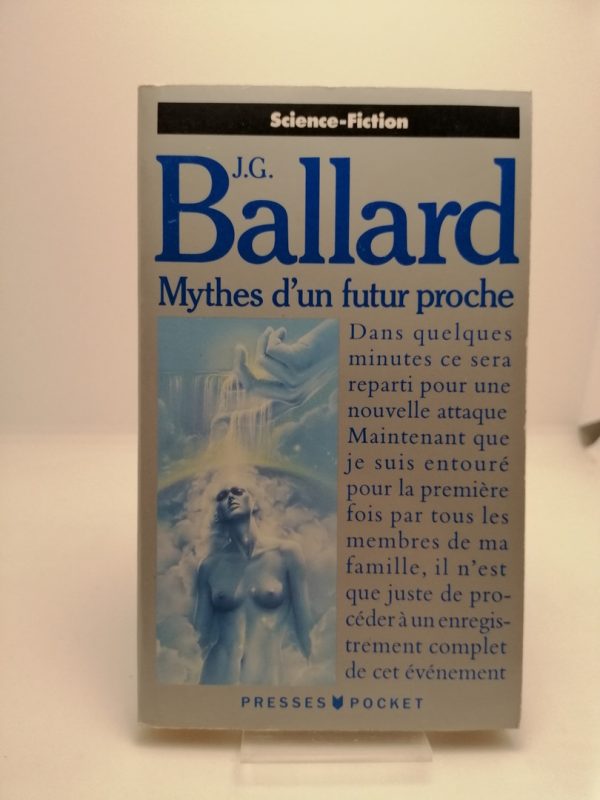 Science-Fiction
J.G.
Ballard
Mythes d'un futur proche
Dans quelques
minutes ce sera
reparti pour une
nouvelle attaque
Maintenant que
je suis entouré
pour la première
fois par tous les
membres de ma
famille, il n'est
que juste de pro-
céder à un enregis-
trement complet
de cet événement
PRESSES POCKET